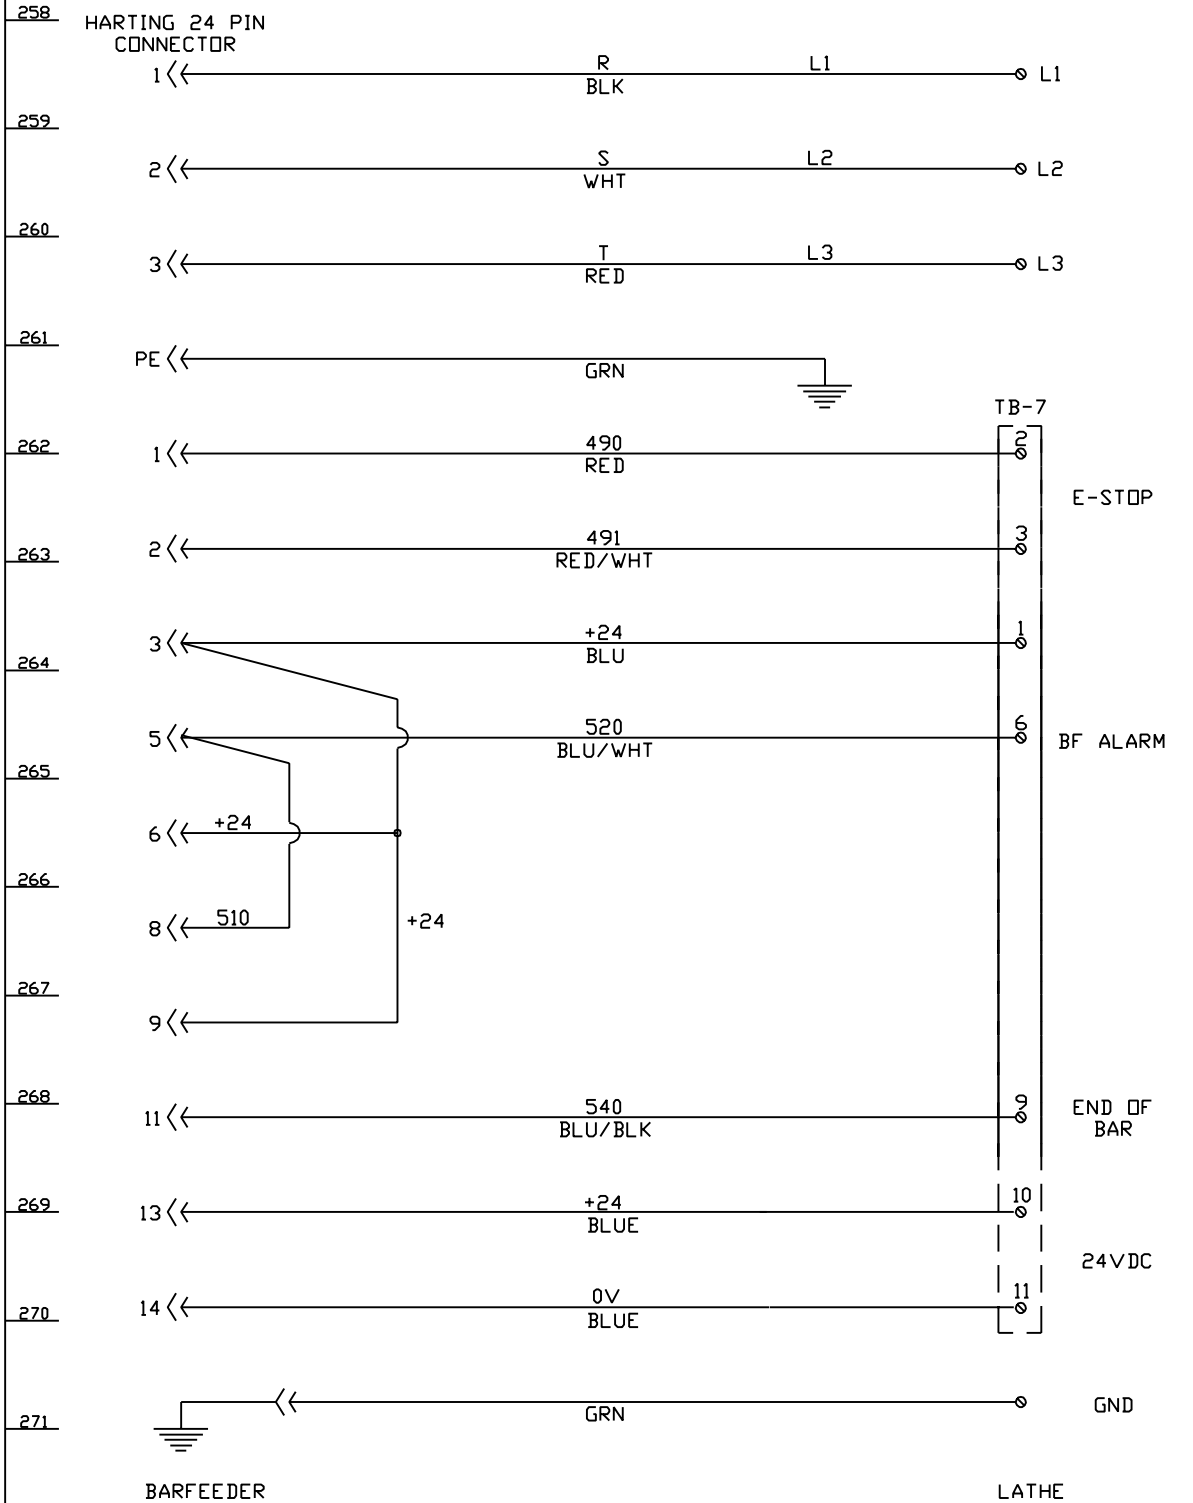 258
HARTING 24 PIN
CONNECTOR
1 R L1 L1
BLK
259
2 S L2 L2
WHT
260
3 T L3 L3
RED
261
PE
GRN
TB-7
262
1 490 2
RED
E-STOP
263
2 491 3
RED/WHT
3 +24 1
BLU
264
5 520 6
BLU/WHT
BF ALARM
265
6 +24
266
8 510
+24
267
9
268
11 540 9
BLU/BLK
END OF
BAR
269
13 +24 10
BLUE
24VDC
270
14 0V 11
BLUE
GRN
GND
271
BARFEEDER LATHE